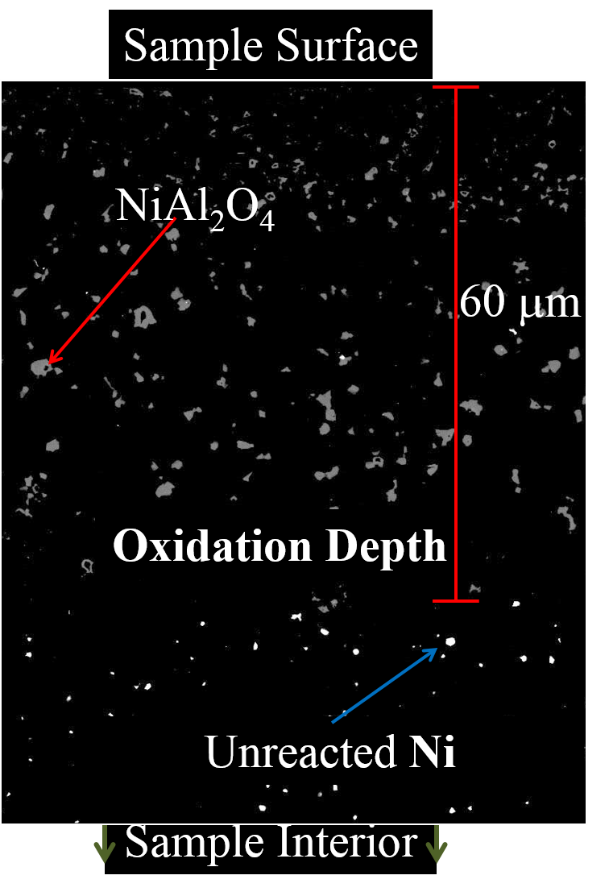 Sample Surface
NiAl₂O₄
60 μm
Oxidation Depth
Unreacted Ni
Sample Interior